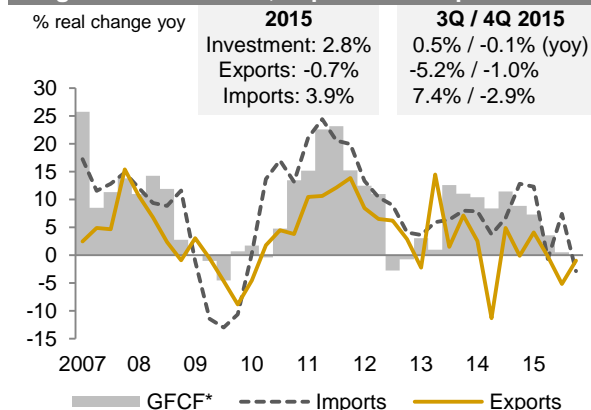 % real change yoy
2015
3Q / 4Q 2015
Investment: 2.8%
0.5% / -0.1% (yoy)
Exports: -0.7%
-5.2% / -1.0%
Imports: 3.9%
7.4% / -2.9%
30
25
20
15
10
5
0
-5
-10
-15
2007 08 09 10 11 12 13 14 15
GFCF* Imports Exports